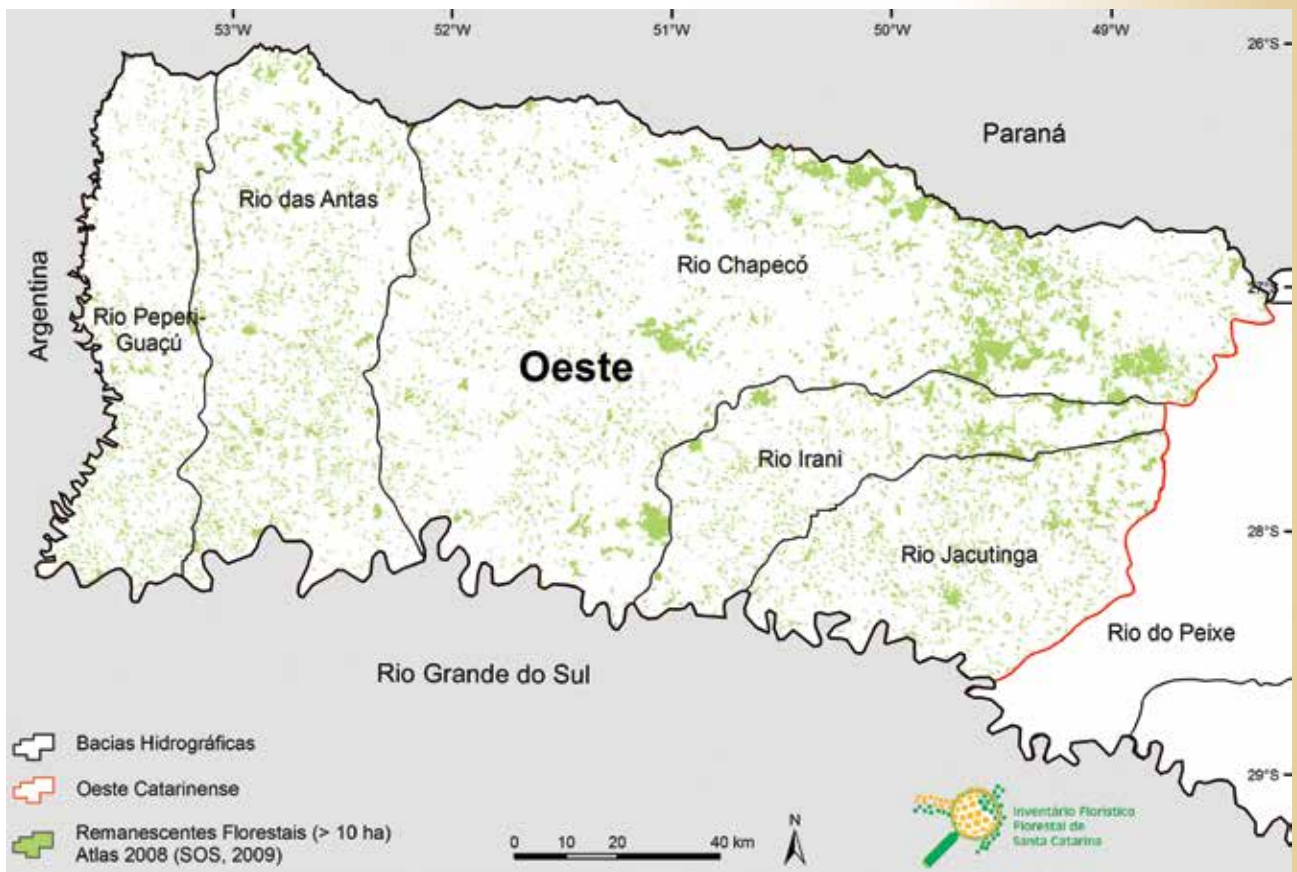 53°W
52°W
51°W
50°W
49°W
26°S
Paraná
Rio das Antas
Argentina
Rio Chapecó
Rio Peperi-
Guaçú
Oeste
Rio Irani
28°S
Rio Jacutinga
Rio do Peixe
Rio Grande do Sul
Bacias Hidrográficas
29°S
Oeste Catarinense
Remanescentes Florestais (> 10 ha)
Atlas 2008 (SOS, 2009)
0 10 20 40 km
N
Inventário Florístico
Florestal de
Santa Catarina